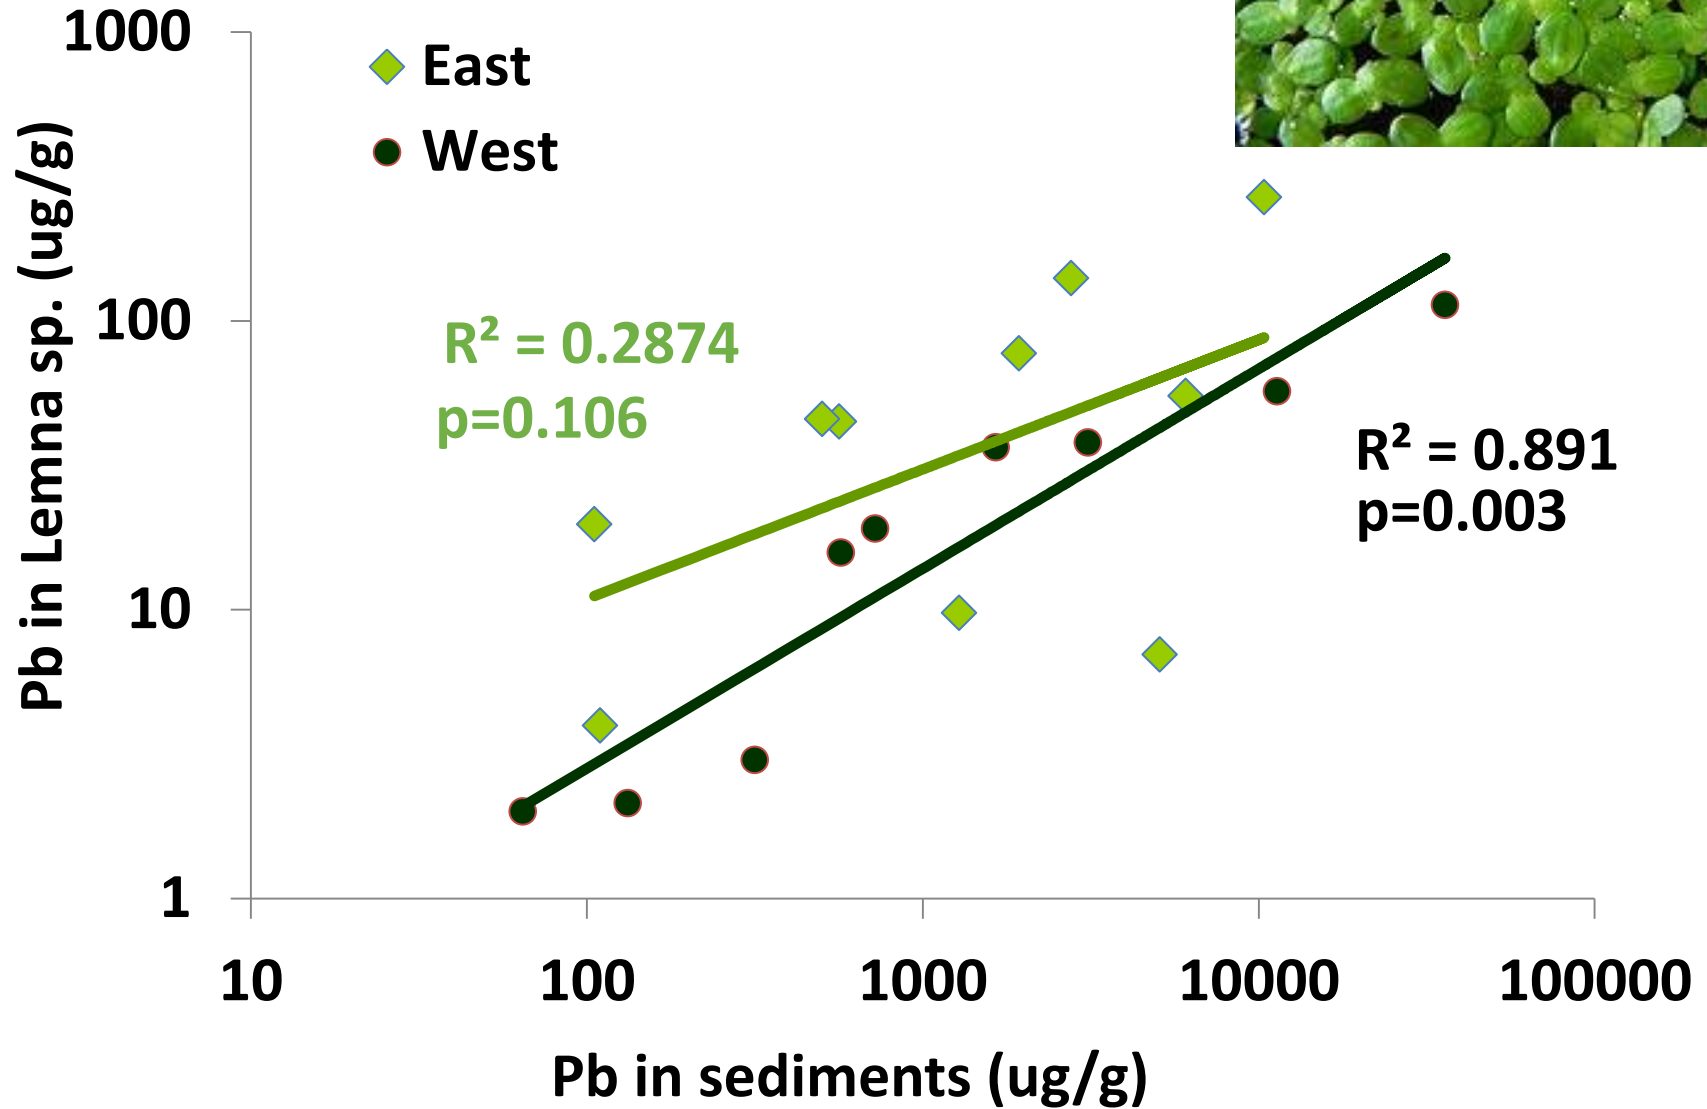 1000
100
10
1
Pb in Lemna sp. (ug/g)
East
West
R² = 0.2874
p=0.106
R² = 0.891
p=0.003
10 100 1000 10000 100000
Pb in sediments (ug/g)